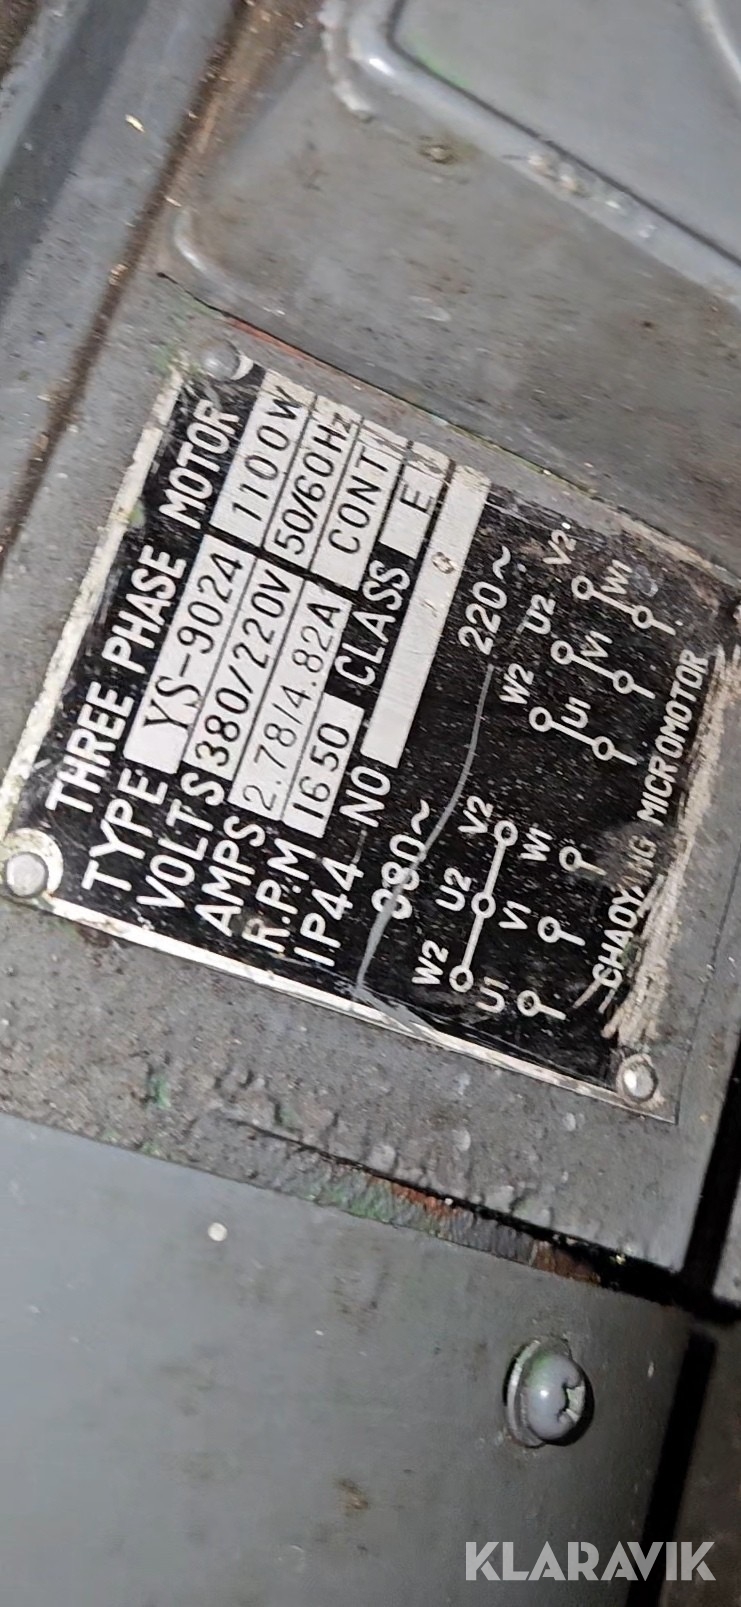 THREE PHASE MOTOR
TYPE YS-9024 1100W
VOLTS 380/220V 50/60Hz
AMPS 2.78/4.82A CONT
R.P.M 1650 CLASS E
IP44 NO
380~ 220~
W2 U2 V2 W2 U2 V2
U1 V1 W1 U1 V1 W1
CHAOYANG MICROMOTOR
KLARAVIK